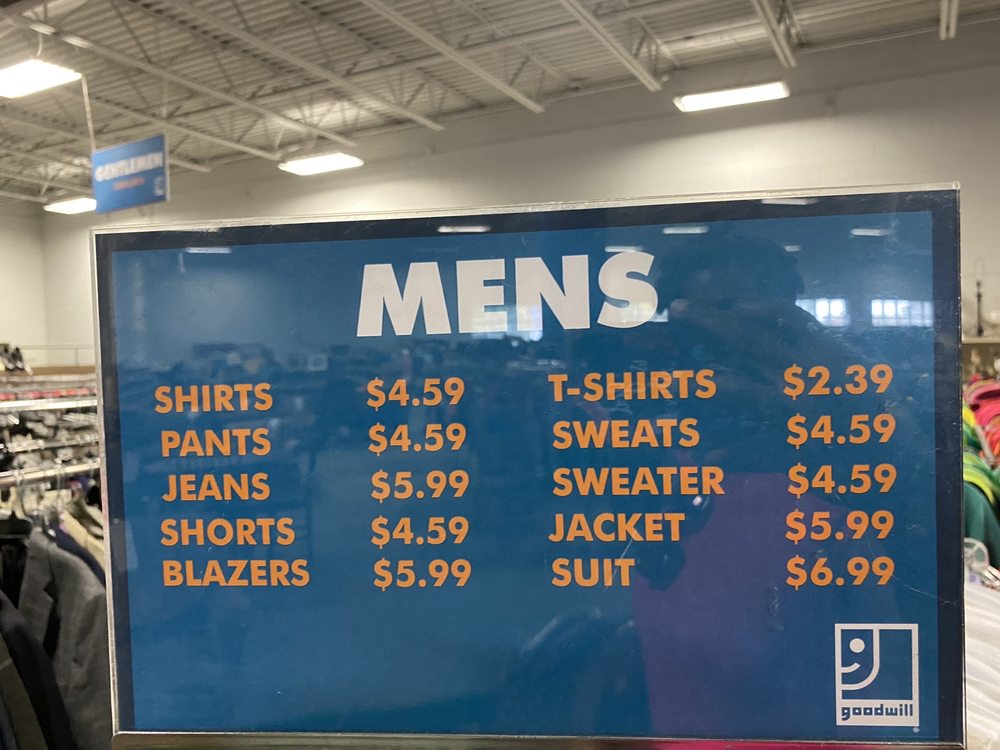 GENTLEMEN
MENS
SHIRTS $4.59
PANTS $4.59
JEANS $5.99
SHORTS $4.59
BLAZERS $5.99
T-SHIRTS $2.39
SWEATS $4.59
SWEATER $4.59
JACKET $5.99
SUIT $6.99
goodwill